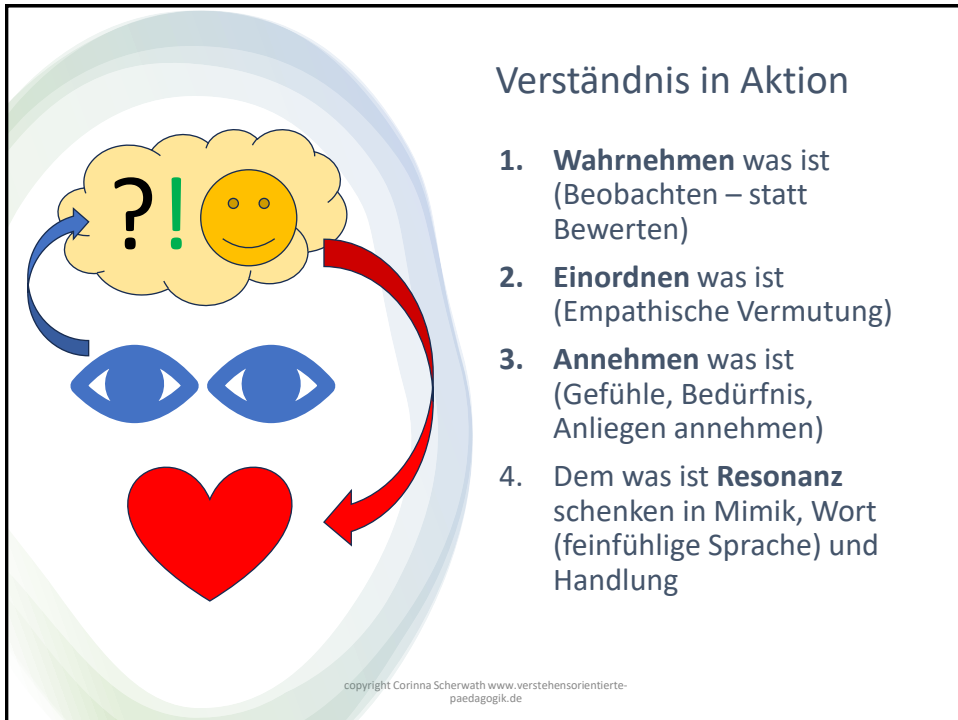 Verständnis in Aktion
?!
1. Wahrnehmen was ist
(Beobachten – statt
Bewerten)
2. Einordnen was ist
(Empathische Vermutung)
3. Annehmen was ist
(Gefühle, Bedürfnis,
Anliegen annehmen)
4. Dem was ist Resonanz
schenken in Mimik, Wort
(feinfühlige Sprache) und
Handlung
copyright Corinna Scherwath www.verstehensorientierte-
paedagogik.de